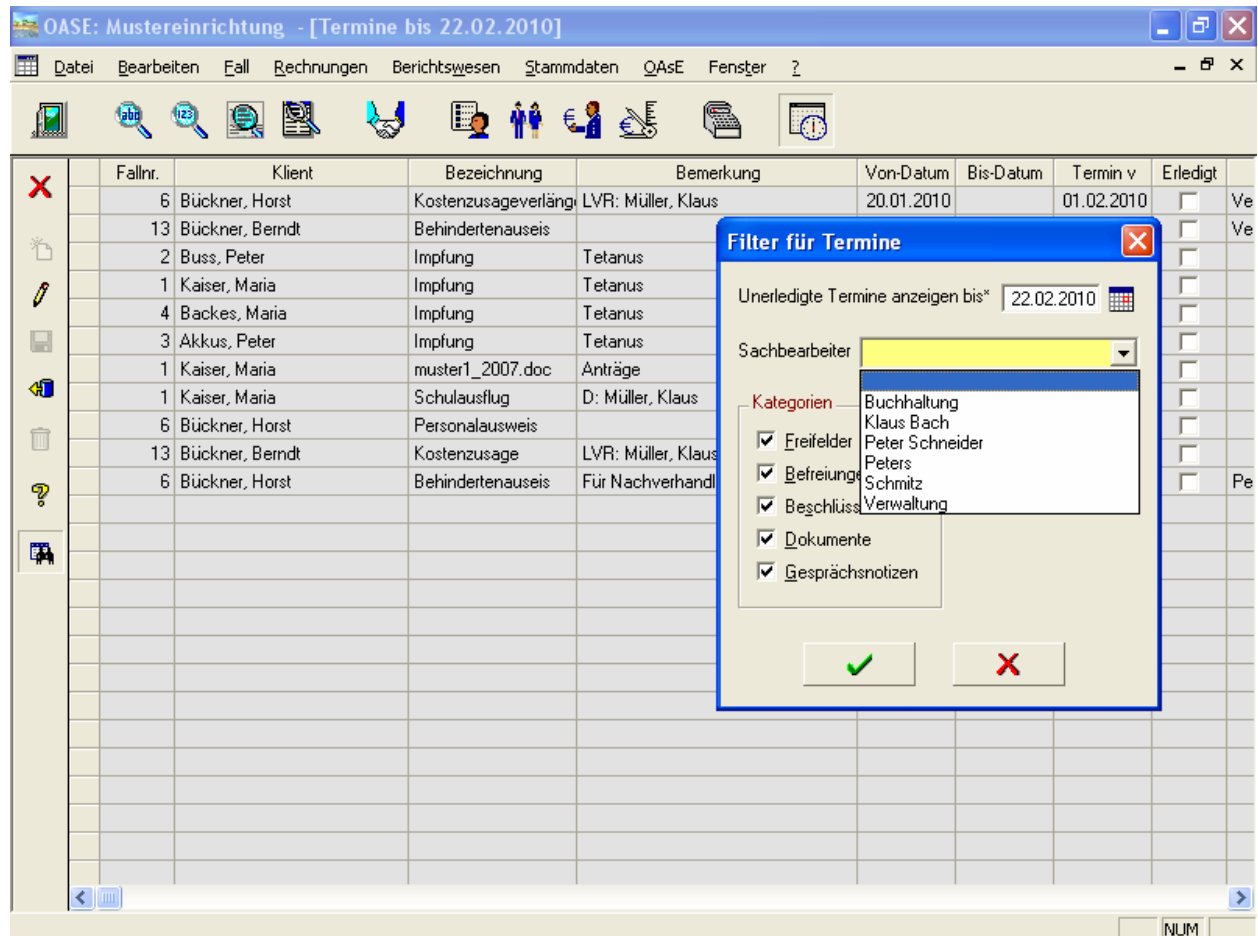 OASE: Mustereinrichtung - [Termine bis 22.02.2010]
Datei Bearbeiten Fall Rechnungen Berichtswesen Stammdaten OAsE Fenster ?
abc 123
Fallnr. Klient Bezeichnung Bemerkung Von-Datum Bis-Datum Termin v Erledigt
6 Bückner, Horst Kostenzusageverläng LVR: Müller, Klaus 20.01.2010 01.02.2010 Ve
13 Bückner, Berndt Behindertenauseis Ve
2 Buss, Peter Impfung Tetanus
1 Kaiser, Maria Impfung Tetanus
4 Backes, Maria Impfung Tetanus
3 Akkus, Peter Impfung Tetanus
1 Kaiser, Maria muster1_2007.doc Anträge
1 Kaiser, Maria Schulausflug D: Müller, Klaus
6 Bückner, Horst Personalausweis
13 Bückner, Berndt Kostenzusage LVR: Müller, Klaus
6 Bückner, Horst Behindertenauseis Für Nachverhandl Pe
Filter für Termine
Unerledigte Termine anzeigen bis* 22.02.2010
Sachbearbeiter
Buchhaltung
Klaus Bach
Peter Schneider
Peters
Schmitz
Verwaltung
Kategorien
Freifelder
Befreiunge
Beschlüss
Dokumente
Gesprächsnotizen
NUM